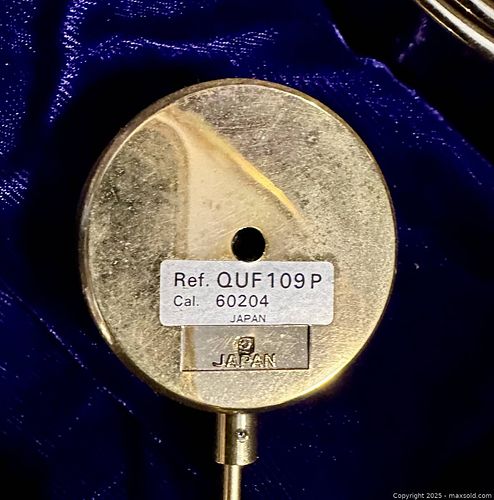 Ref. QUF109P
Cal. 60204
JAPAN
JAPAN
Copyright 2025 - maxsold.com